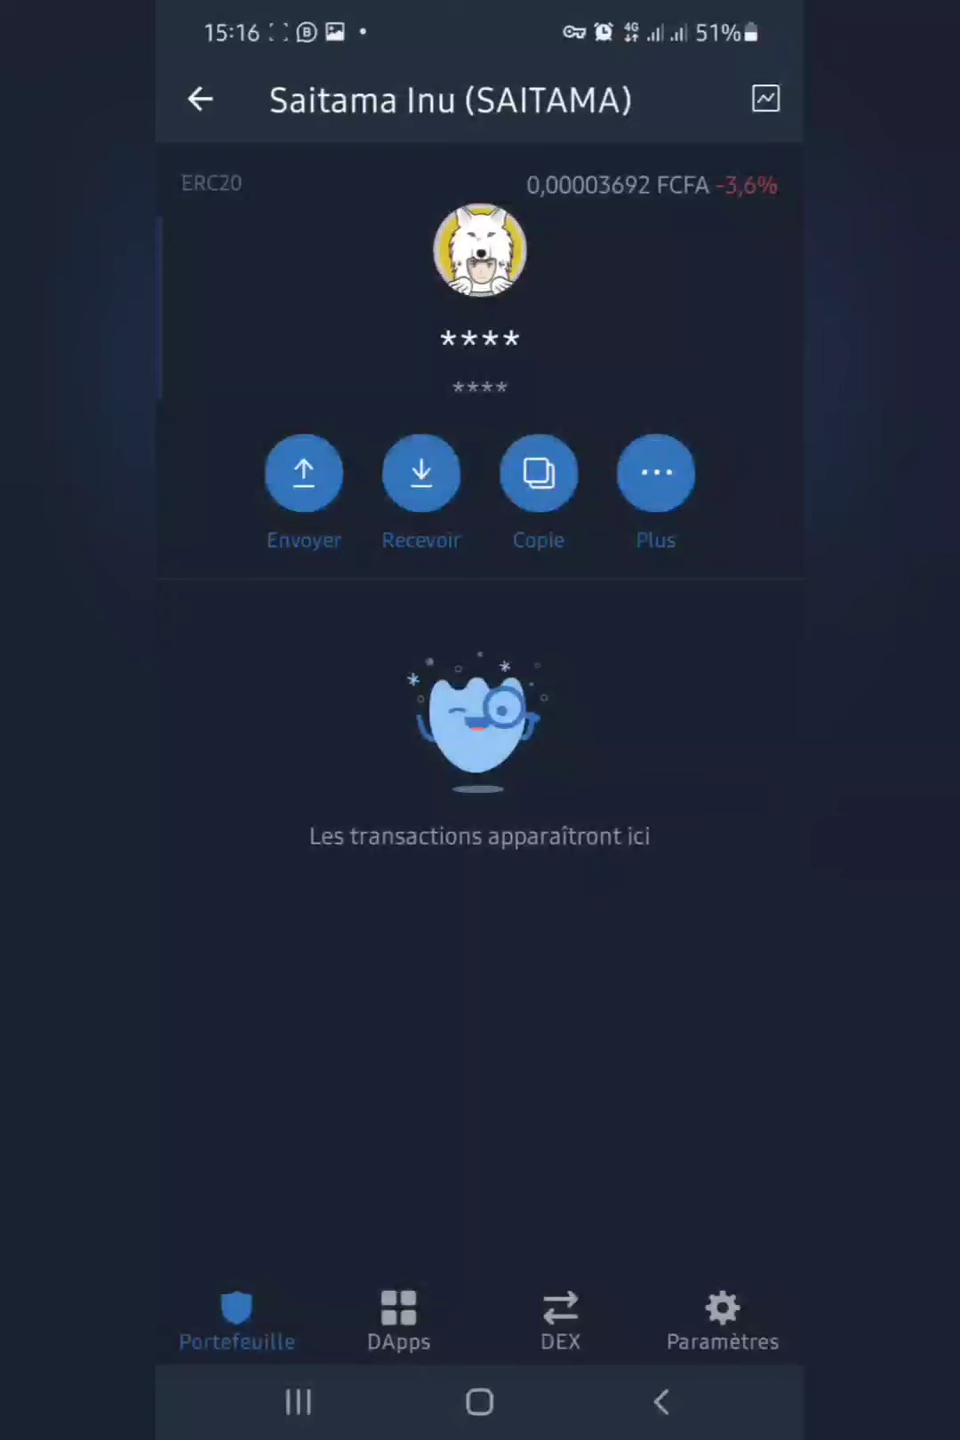 15:16 51%
Saitama Inu (SAITAMA)
ERC20 0,00003692 FCFA -3,6%
****
****
Envoyer Recevoir Copie Plus
Les transactions apparaîtront ici
Portefeuille DApps DEX Paramètres